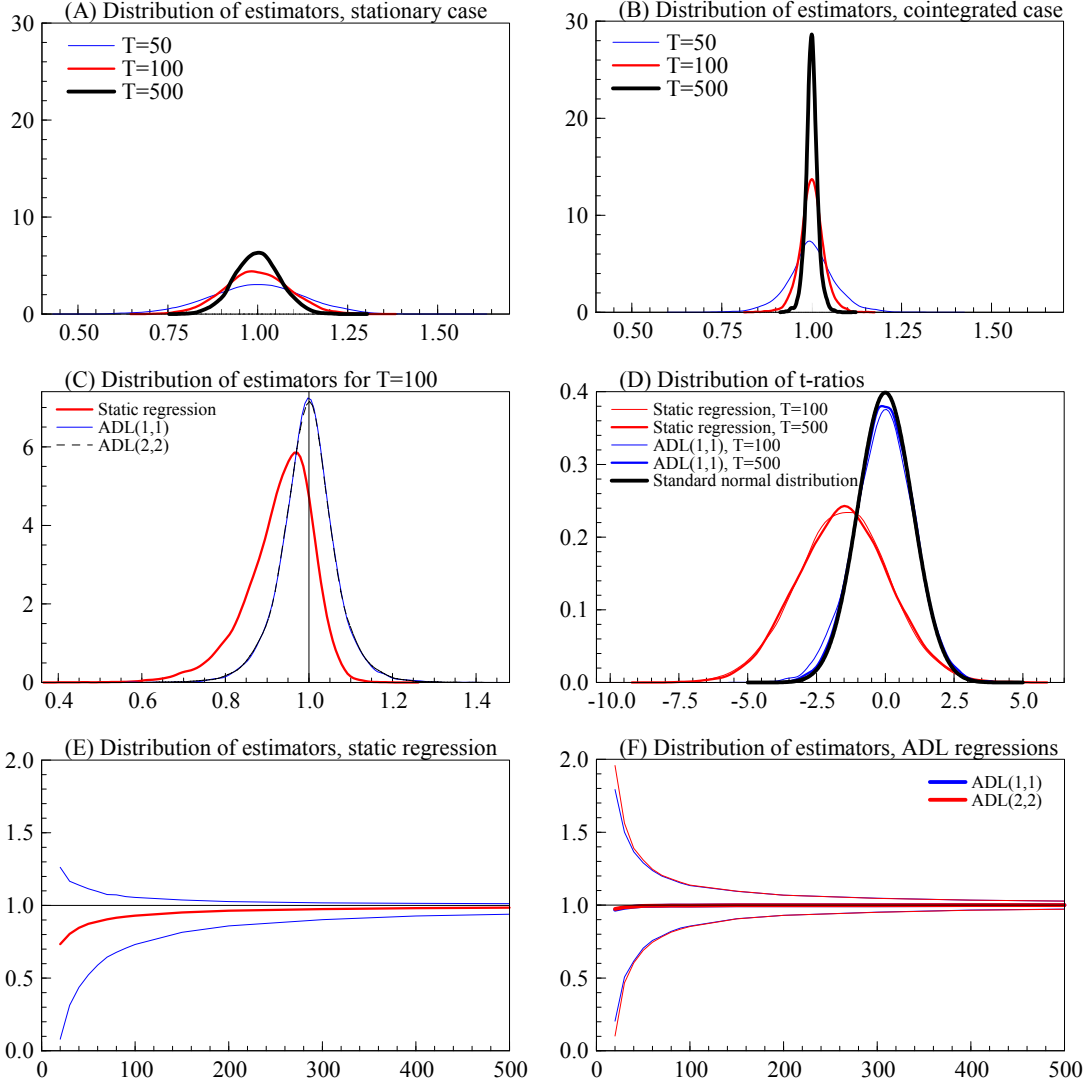 (A) Distribution of estimators, stationary case
30
20
10
0
T=50
T=100
T=500
0.50 0.75 1.00 1.25 1.50
(B) Distribution of estimators, cointegrated case
30
20
10
0
T=50
T=100
T=500
0.50 0.75 1.00 1.25 1.50
(C) Distribution of estimators for T=100
6
4
2
0
Static regression
ADL(1,1)
ADL(2,2)
0.4 0.6 0.8 1.0 1.2 1.4
(D) Distribution of t-ratios
0.4
0.3
0.2
0.1
0.0
Static regression, T=100
Static regression, T=500
ADL(1,1), T=100
ADL(1,1), T=500
Standard normal distribution
-10.0 -7.5 -5.0 -2.5 0.0 2.5 5.0
(E) Distribution of estimators, static regression
2.0
1.5
1.0
0.5
0.0
0 100 200 300 400 500
(F) Distribution of estimators, ADL regressions
2.0
1.5
1.0
0.5
0.0
ADL(1,1)
ADL(2,2)
0 100 200 300 400 500